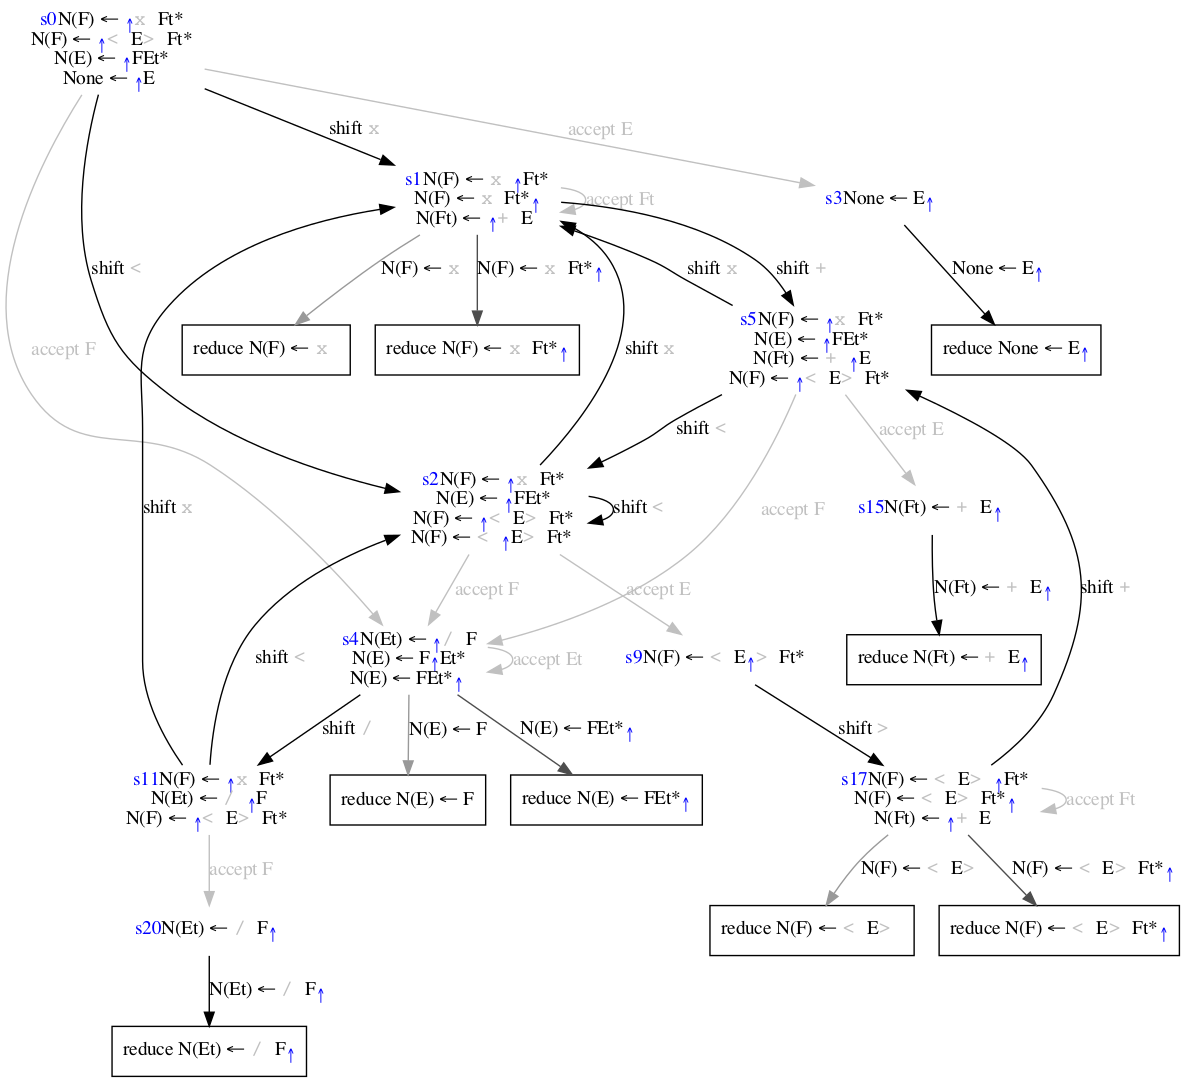 s0N(F) ← ↑x Ft*
N(F) ← ↑< E> Ft*
N(E) ← ↑FEt*
None ← ↑E
shift x
accept E
s1N(F) ← x ↑Ft*
N(F) ← x Ft*↑
N(Ft) ← ↑+ E
accept Ft
s3None ← E↑
shift <
N(F) ← x
N(F) ← x Ft*↑
shift x
shift +
None ← E↑
accept F
reduce N(F) ← x
reduce N(F) ← x Ft*↑
shift x
s5N(F) ← ↑x Ft*
N(E) ← ↑FEt*
N(Ft) ← + ↑E
N(F) ← ↑< E> Ft*
reduce None ← E↑
shift <
accept E
s2N(F) ← ↑x Ft*
N(E) ← ↑FEt*
N(F) ← ↑< E> Ft*
N(F) ← < ↑E> Ft*
shift <
shift x
accept F
s15N(Ft) ← + E↑
accept F
accept E
N(Ft) ← + E↑
shift +
shift <
s4N(Et) ← ↑/ F
N(E) ← F↑Et*
N(E) ← FEt*↑
accept Et
s9N(F) ← < E↑> Ft*
reduce N(Ft) ← + E↑
shift /
N(E) ← F
N(E) ← FEt*↑
shift >
s11N(F) ← ↑x Ft*
N(Et) ← / ↑F
N(F) ← ↑< E> Ft*
reduce N(E) ← F
reduce N(E) ← FEt*↑
s17N(F) ← < E> ↑Ft*
N(F) ← < E> Ft*↑
N(Ft) ← ↑+ E
accept Ft
accept F
N(F) ← < E>
N(F) ← < E> Ft*↑
s20N(Et) ← / F↑
reduce N(F) ← < E>
reduce N(F) ← < E> Ft*↑
N(Et) ← / F↑
reduce N(Et) ← / F↑